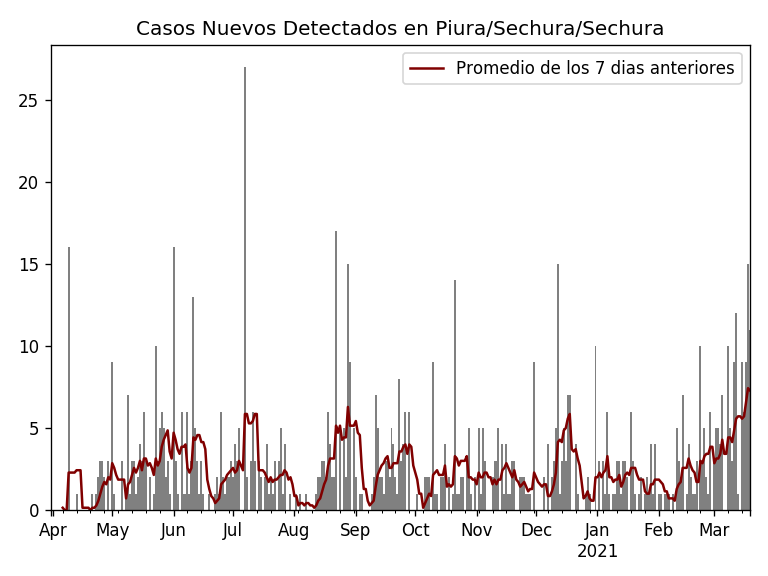 Casos Nuevos Detectados en Piura/Sechura/Sechura
Promedio de los 7 dias anteriores
25
20
15
10
5
0
Apr May Jun Jul Aug Sep Oct Nov Dec Jan Feb Mar
2021